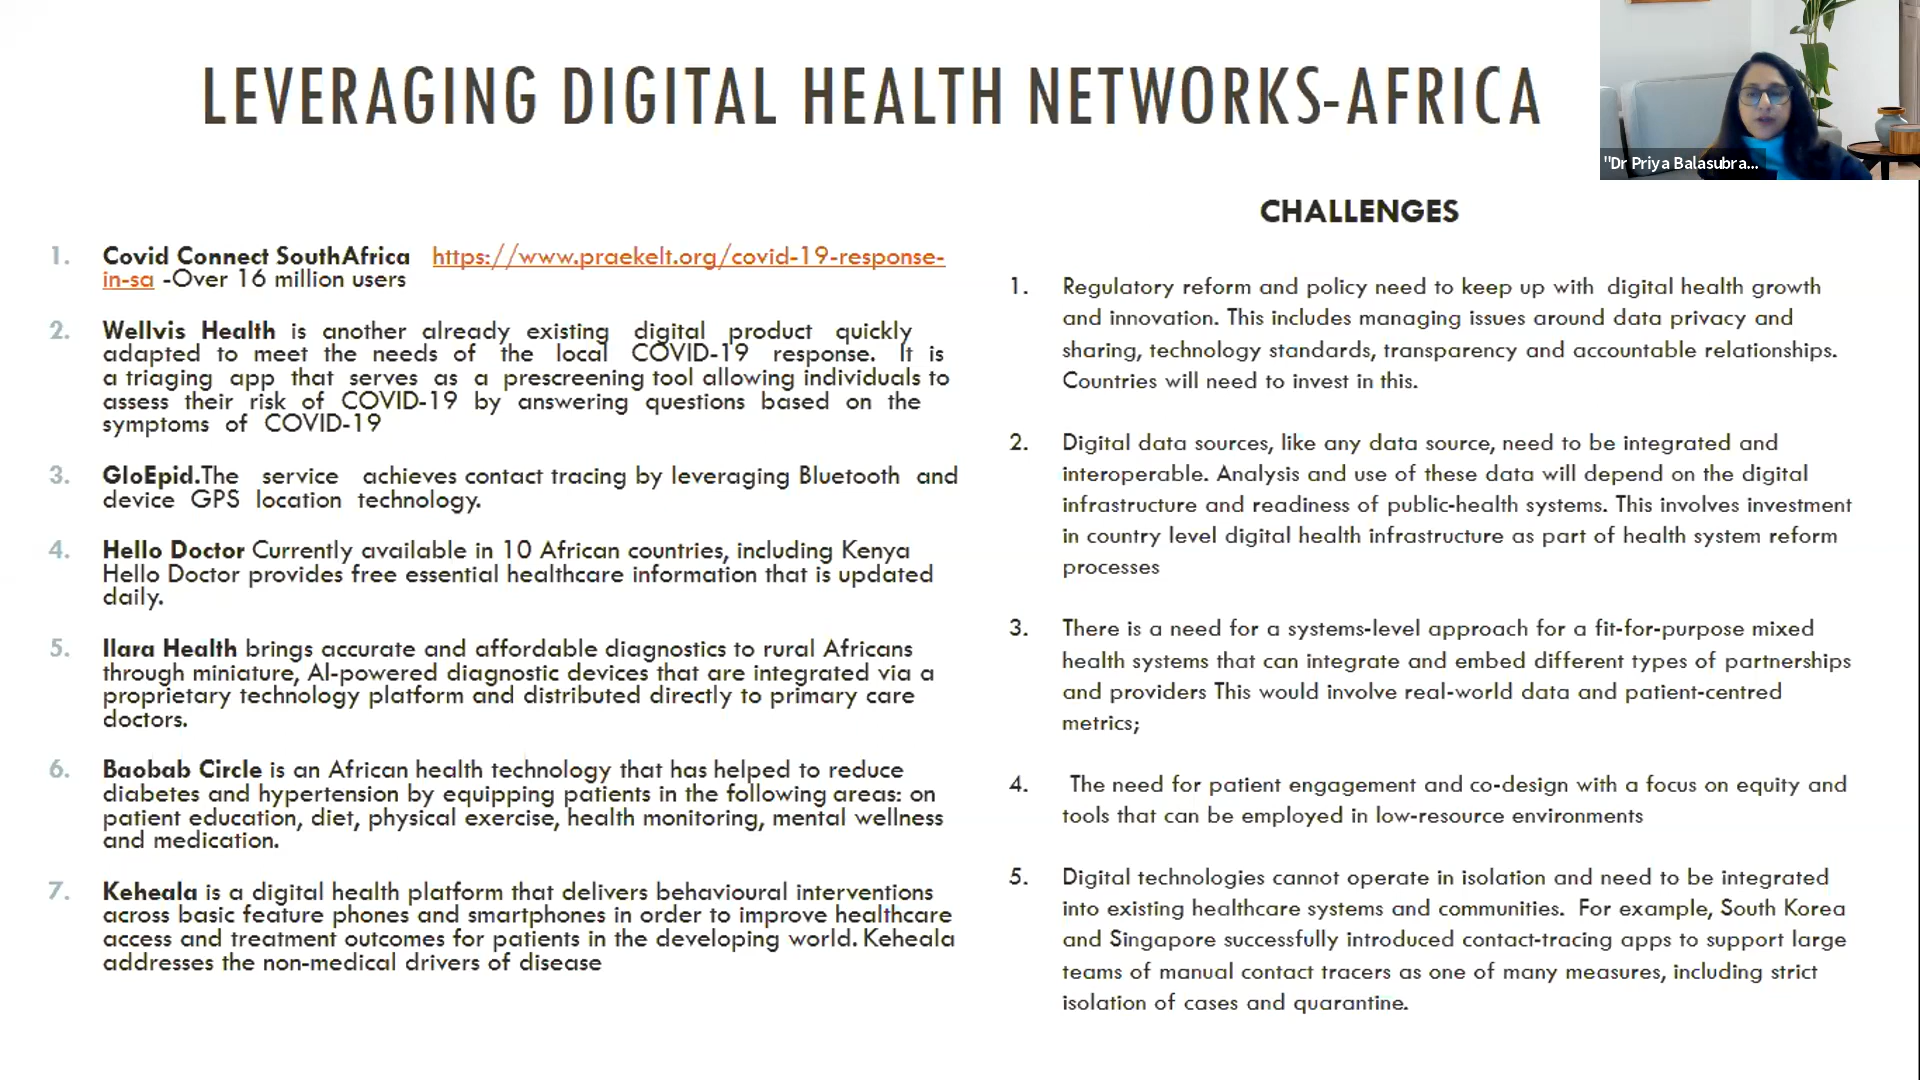 LEVERAGING DIGITAL HEALTH NETWORKS-AFRICA
"Dr Priya Balasubra...
1. Covid Connect SouthAfrica https://www.praekelt.org/covid-19-response-
in-sa -Over 16 million users
2. Wellvis Health is another already existing digital product quickly
adapted to meet the needs of the local COVID-19 response. It is
a triaging app that serves as a prescreening tool allowing individuals to
assess their risk of COVID-19 by answering questions based on the
symptoms of COVID-19
3. GloEpid.The service achieves contact tracing by leveraging Bluetooth and
device GPS location technology.
4. Hello Doctor Currently available in 10 African countries, including Kenya
Hello Doctor provides free essential healthcare information that is updated
daily.
5. Ilara Health brings accurate and affordable diagnostics to rural Africans
through miniature, AI-powered diagnostic devices that are integrated via a
proprietary technology platform and distributed directly to primary care
doctors.
6. Baobab Circle is an African health technology that has helped to reduce
diabetes and hypertension by equipping patients in the following areas: on
patient education, diet, physical exercise, health monitoring, mental wellness
and medication.
7. Keheala is a digital health platform that delivers behavioural interventions
across basic feature phones and smartphones in order to improve healthcare
access and treatment outcomes for patients in the developing world. Keheala
addresses the non-medical drivers of disease
CHALLENGES
1. Regulatory reform and policy need to keep up with digital health growth
and innovation. This includes managing issues around data privacy and
sharing, technology standards, transparency and accountable relationships.
Countries will need to invest in this.
2. Digital data sources, like any data source, need to be integrated and
interoperable. Analysis and use of these data will depend on the digital
infrastructure and readiness of public-health systems. This involves investment
in country level digital health infrastructure as part of health system reform
processes
3. There is a need for a systems-level approach for a fit-for-purpose mixed
health systems that can integrate and embed different types of partnerships
and providers This would involve real-world data and patient-centred
metrics;
4. The need for patient engagement and co-design with a focus on equity and
tools that can be employed in low-resource environments
5. Digital technologies cannot operate in isolation and need to be integrated
into existing healthcare systems and communities. For example, South Korea
and Singapore successfully introduced contact-tracing apps to support large
teams of manual contact tracers as one of many measures, including strict
isolation of cases and quarantine.